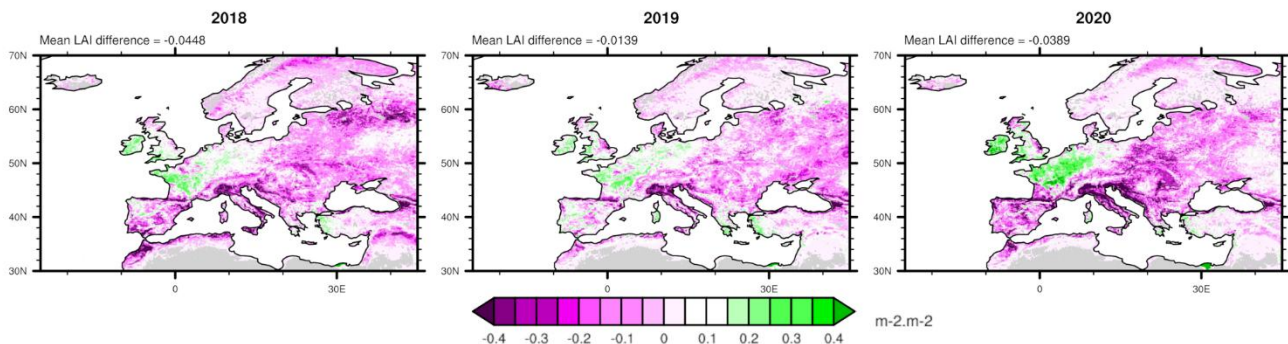 2018
2019
2020
Mean LAI difference = -0.0448
Mean LAI difference = -0.0139
Mean LAI difference = -0.0389
70N
60N
50N
40N
30N
0
30E
70N
60N
50N
40N
30N
0
30E
70N
60N
50N
40N
30N
0
30E
-0.4 -0.3 -0.2 -0.1 0 0.1 0.2 0.3 0.4
m-2.m-2